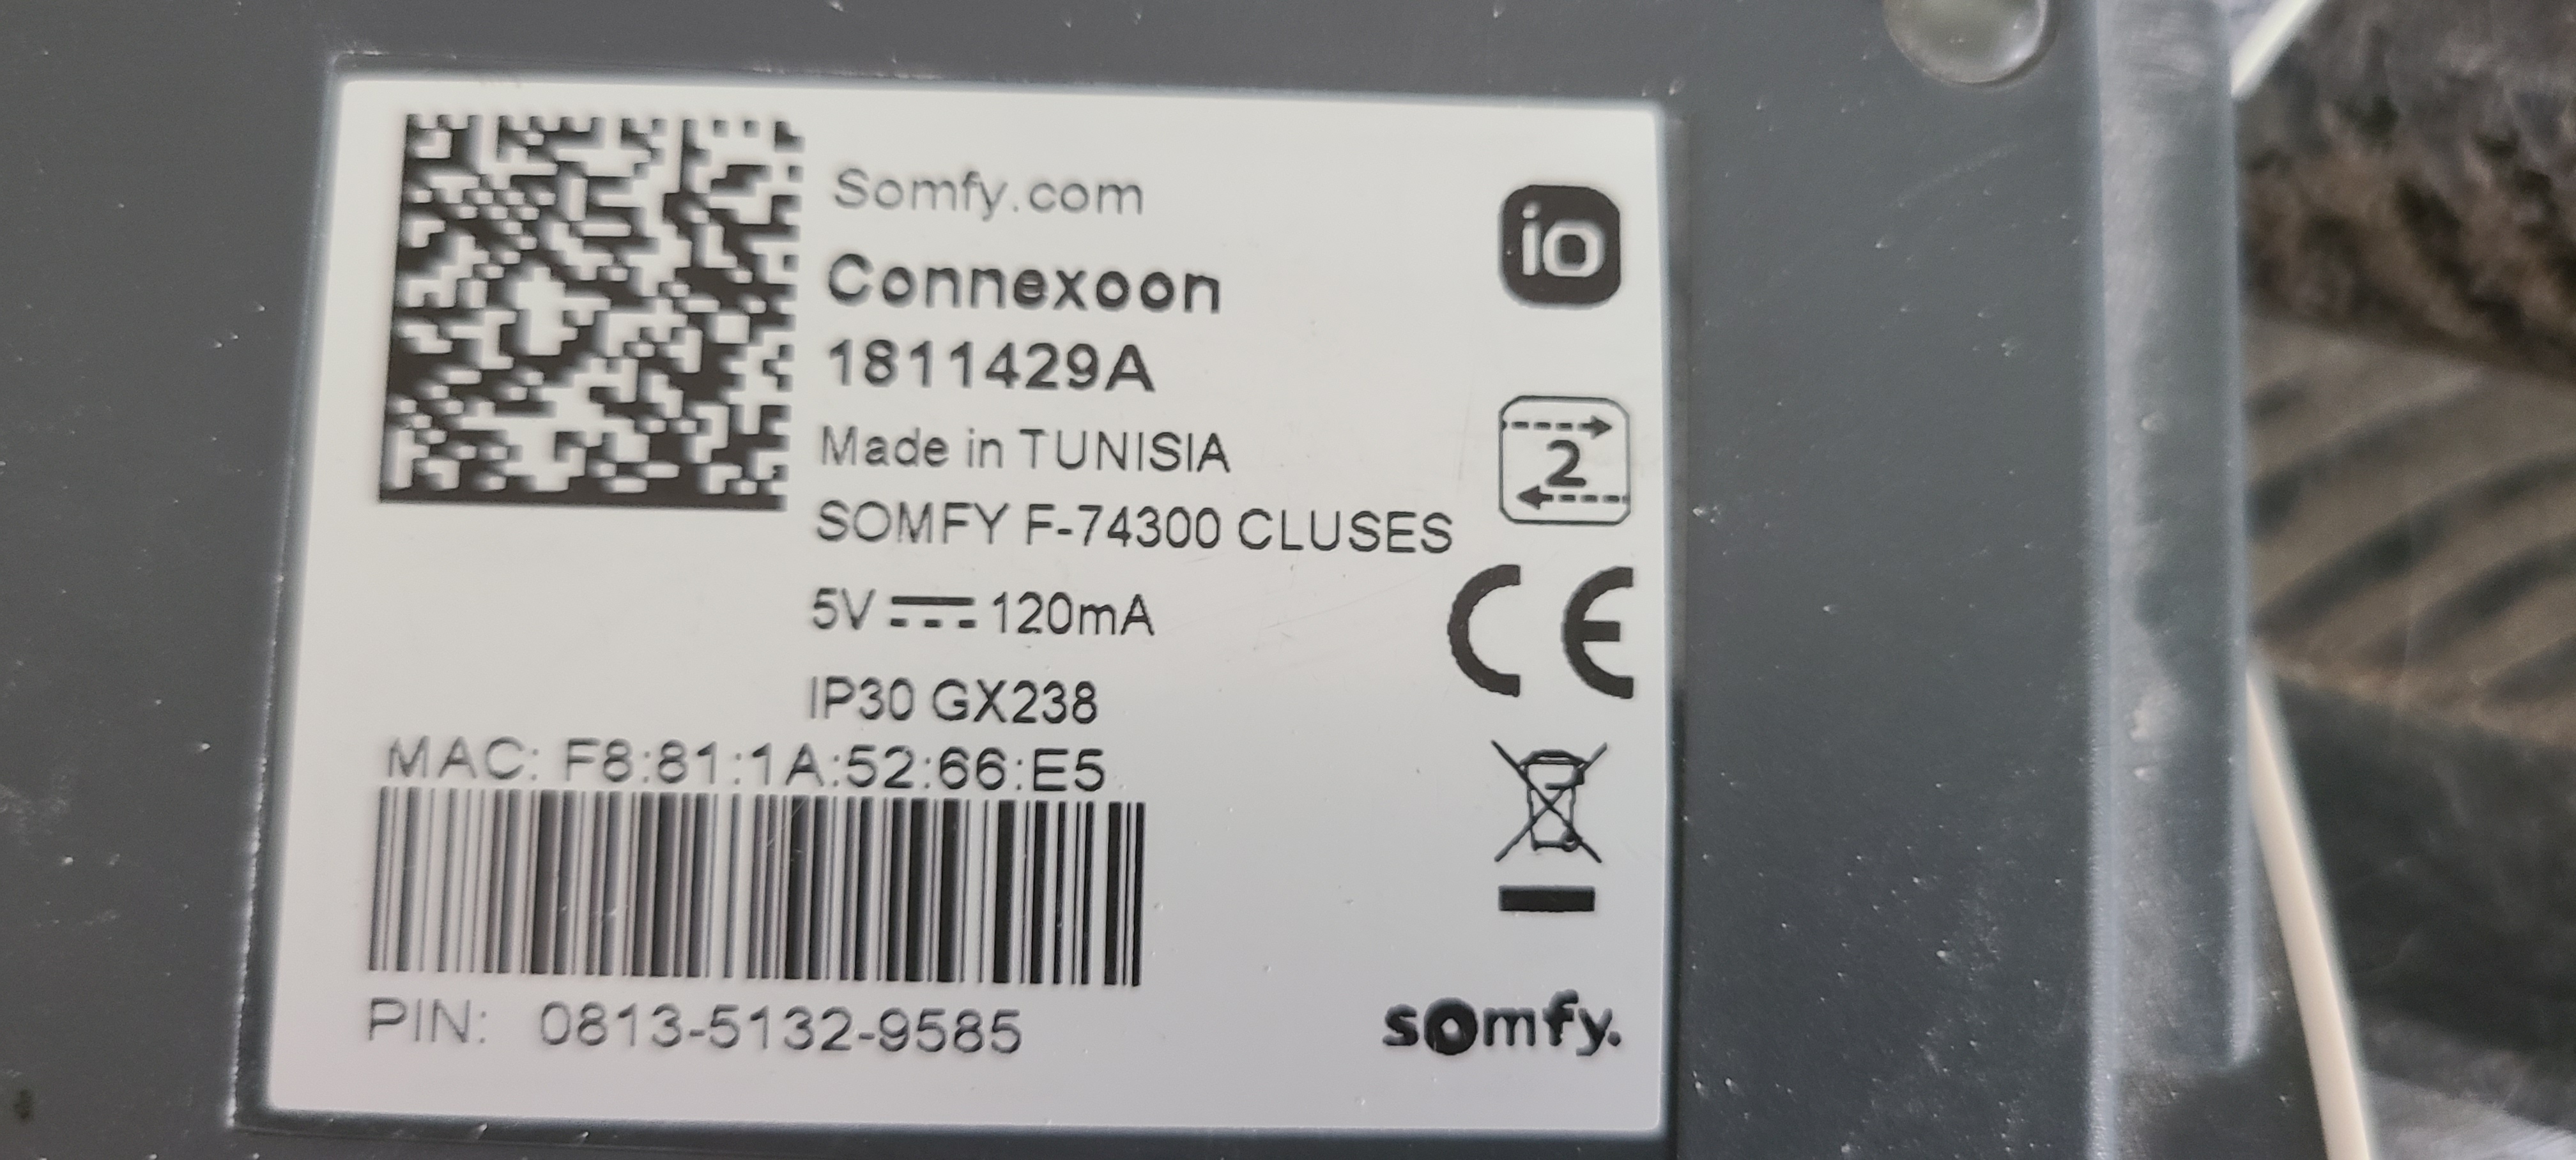 Somfy.com
Connexoon
1811429A
Made in TUNISIA
SOMFY F-74300 CLUSES
5V 120mA
IP30 GX238
MAC: F8:81:1A:52:66:E5
PIN: 0813-5132-9585
io
2
CE
somfy.